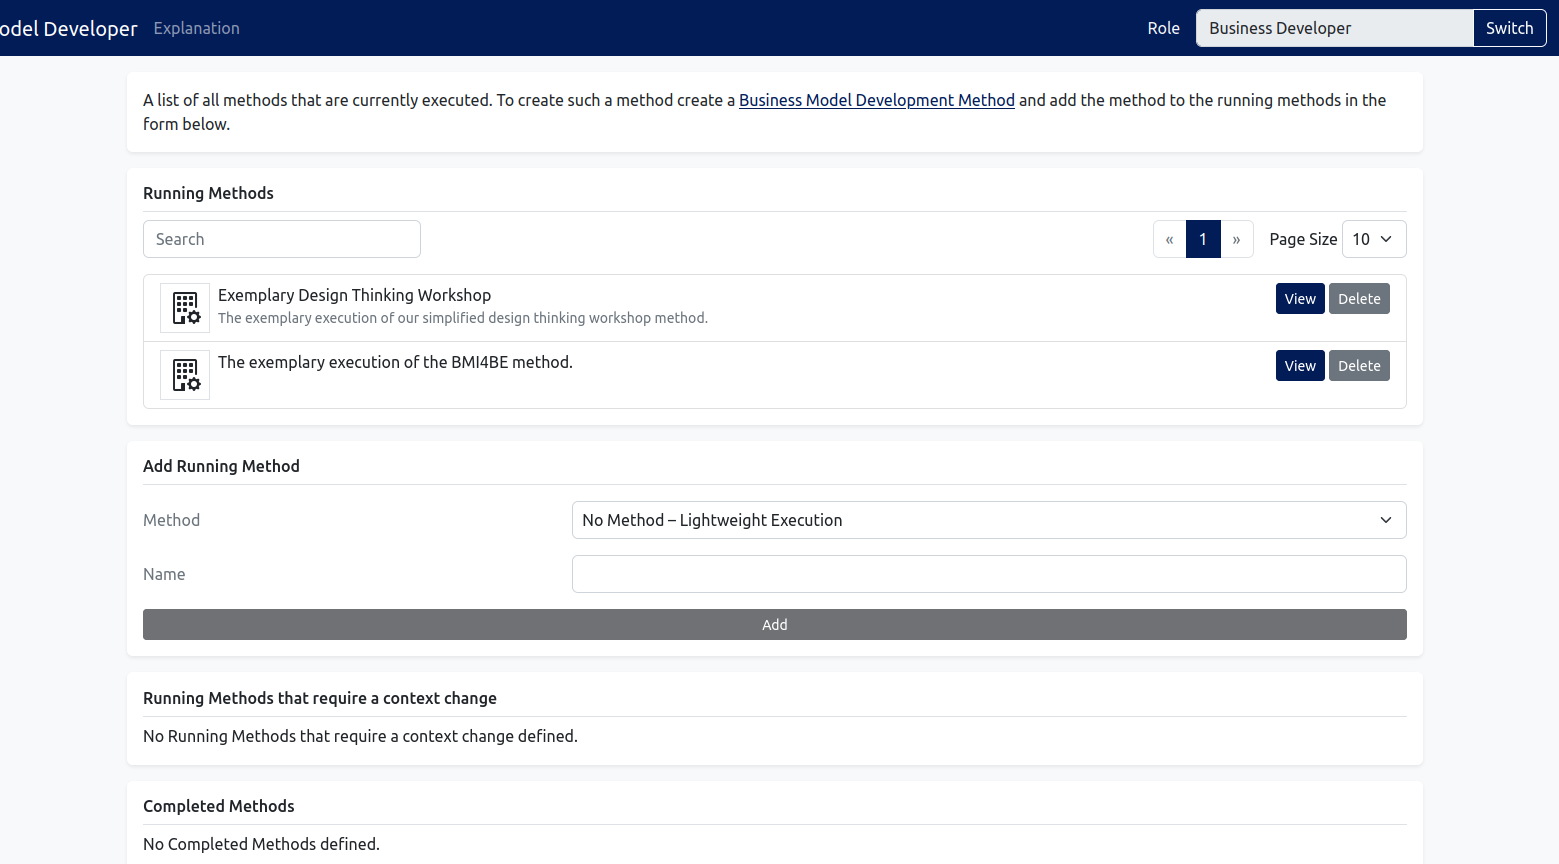 odel Developer Explanation Role Business Developer Switch
A list of all methods that are currently executed. To create such a method create a Business Model Development Method and add the method to the running methods in the
form below.
Running Methods
Search « 1 » Page Size 10
Exemplary Design Thinking Workshop View Delete
The exemplary execution of our simplified design thinking workshop method.
The exemplary execution of the BMI4BE method. View Delete
Add Running Method
Method No Method – Lightweight Execution
Name
Add
Running Methods that require a context change
No Running Methods that require a context change defined.
Completed Methods
No Completed Methods defined.